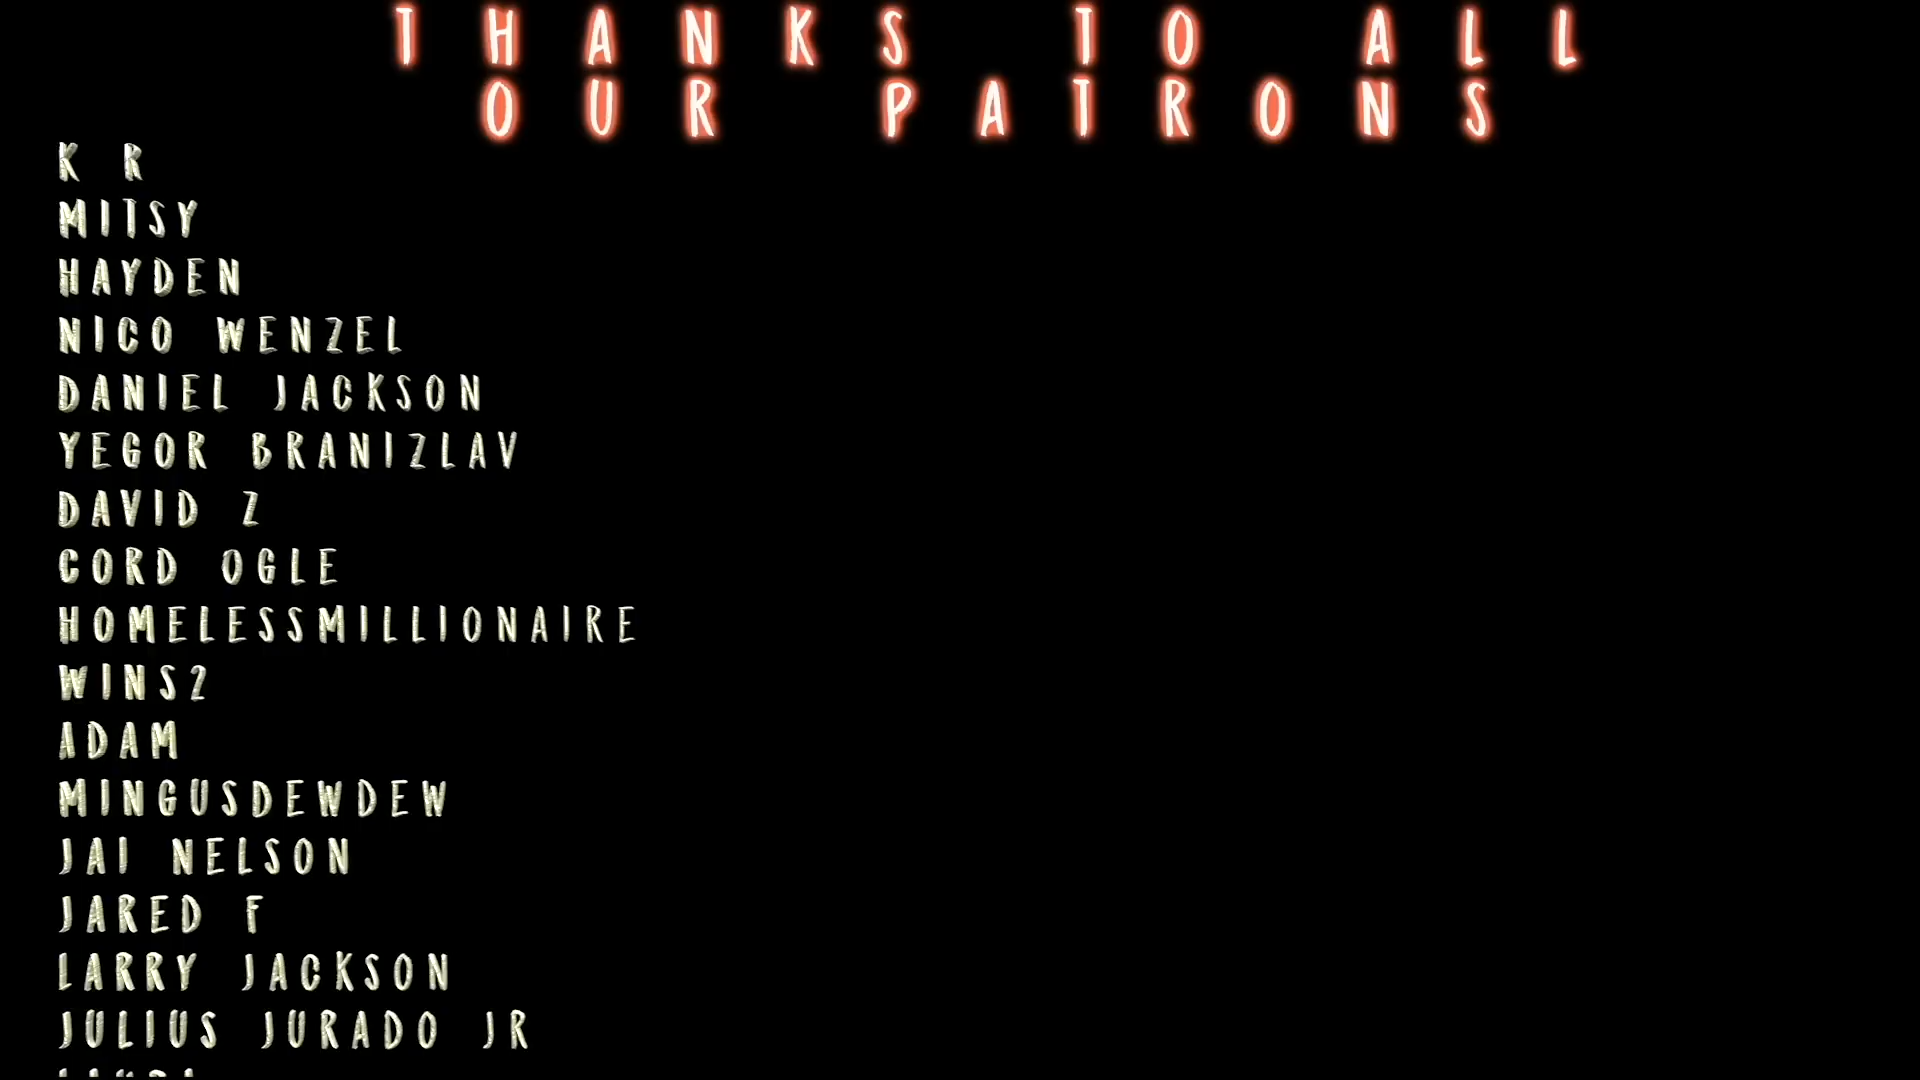 THANKS TO ALL
OUR PATRONS
K R
MITSY
HAYDEN
NICO WENZEL
DANIEL JACKSON
YEGOR BRANIZLAV
DAVID Z
CORD OGLE
HOMELESSMILLIONAIRE
WINS2
ADAM
MINGUSDEWDEW
JAI NELSON
JARED F
LARRY JACKSON
JULIUS JURADO JR